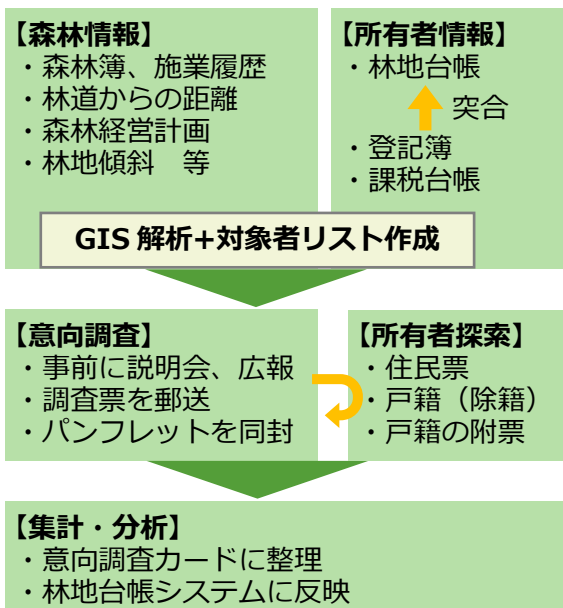 【森林情報】
・森林簿、施業履歴
・林道からの距離
・森林経営計画
・林地傾斜　等
【所有者情報】
・林地台帳
突合
・登記簿
・課税台帳
GIS 解析+対象者リスト作成
【意向調査】
・事前に説明会、広報
・調査票を郵送
・パンフレットを同封
【所有者探索】
・住民票
・戸籍（除籍）
・戸籍の附票
【集計・分析】
・意向調査カードに整理
・林地台帳システムに反映